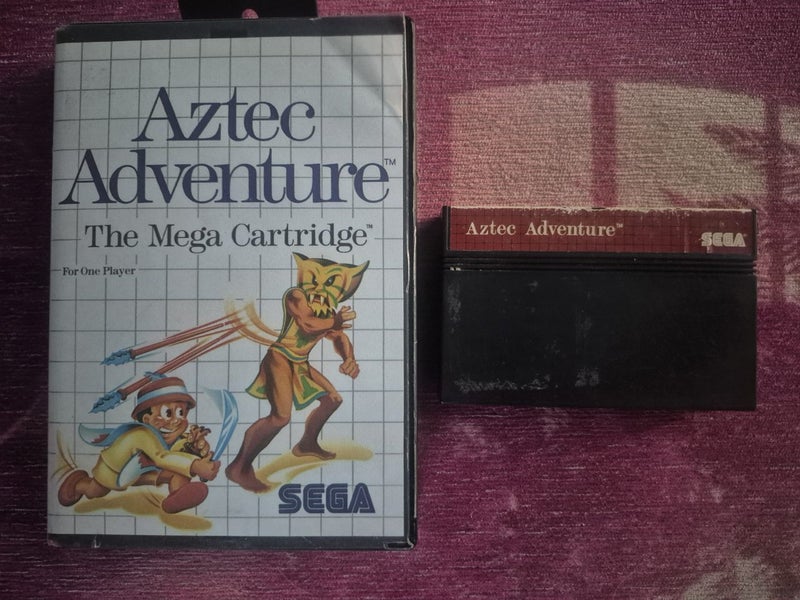 Aztec
Adventure™
The Mega Cartridge™
For One Player
SEGA
Aztec Adventure™
SEGA